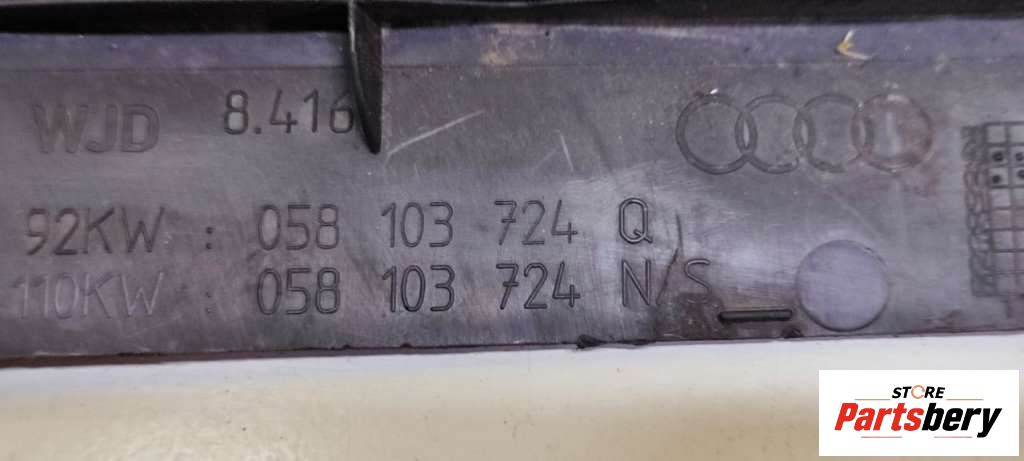 WJD 8.416
92KW : 058 103 724 Q
110KW : 058 103 724 N/S
STORE
Partsbery